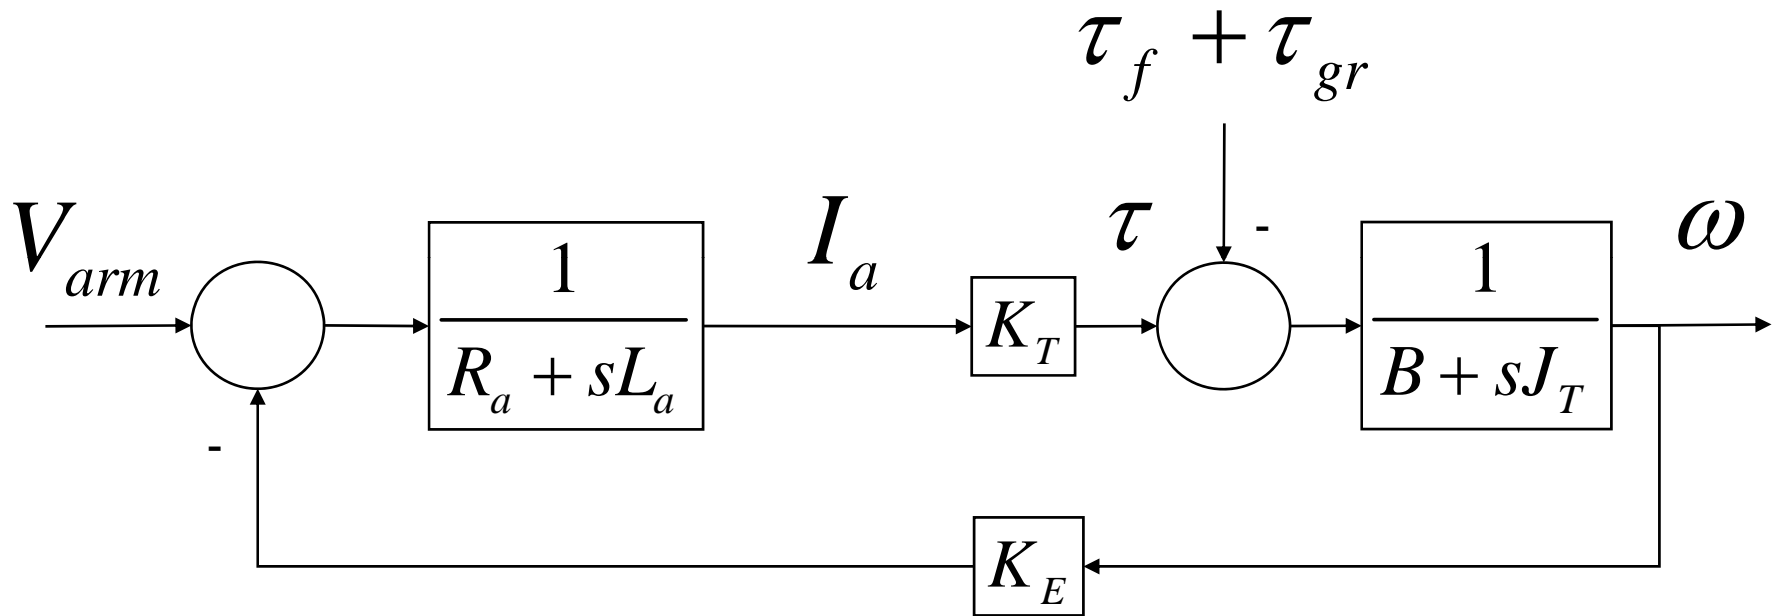 τ_f + τ_gr
V_arm
-
1
R_a + sL_a
I_a
K_T
τ
-
1
B + sJ_T
ω
K_E